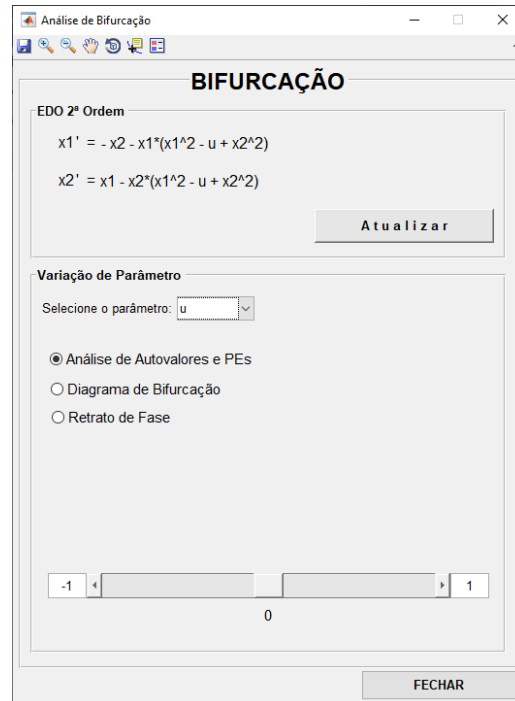 Análise de Bifurcação
BIFURCAÇÃO
EDO 2ª Ordem
x1' = - x2 - x1*(x1^2 - u + x2^2)
x2' = x1 - x2*(x1^2 - u + x2^2)
Atualizar
Variação de Parâmetro
Selecione o parâmetro: u
Análise de Autovalores e PEs
Diagrama de Bifurcação
Retrato de Fase
-1 1
0
FECHAR